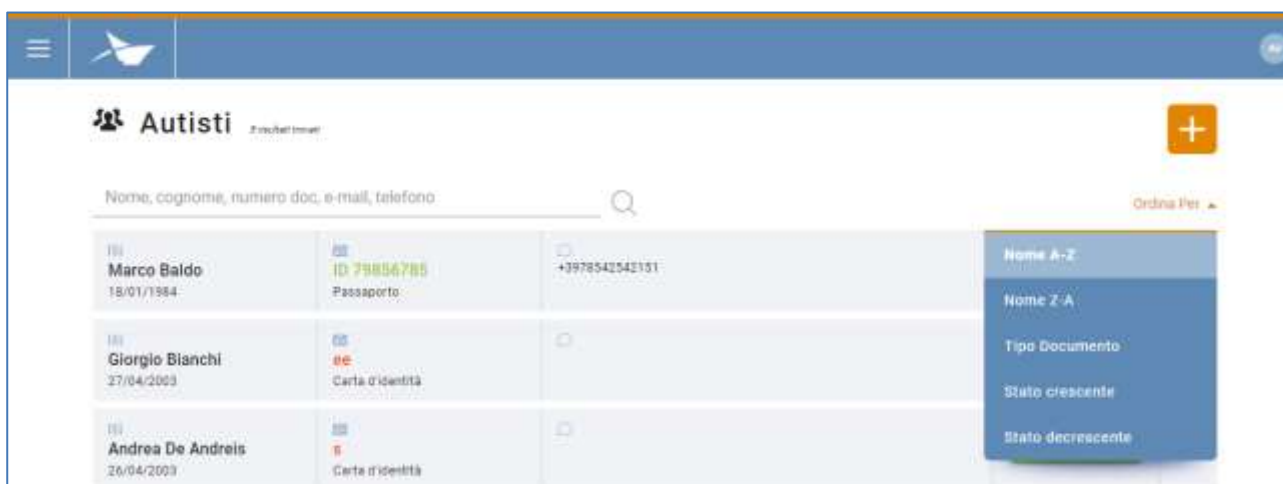 Autisti
Nome, cognome, numero doc, e-mail, telefono
Ordina Per
Marco Baldo
18/01/1984
ID 79856785
Passaporto
+3978542542151
Giorgio Bianchi
27/04/2003
ee
Carta d'identità
Andrea De Andreis
26/04/2003
s
Carta d'identità
Nome A-Z
Nome Z-A
Tipo Documento
Stato crescente
Stato decrescente